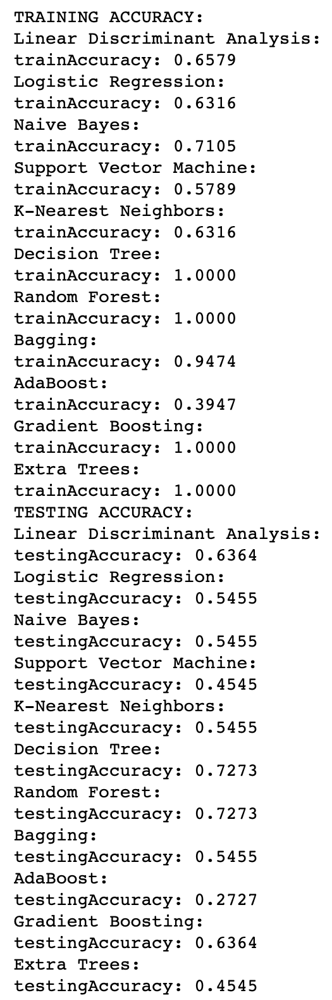 TRAINING ACCURACY:
Linear Discriminant Analysis:
trainAccuracy: 0.6579
Logistic Regression:
trainAccuracy: 0.6316
Naive Bayes:
trainAccuracy: 0.7105
Support Vector Machine:
trainAccuracy: 0.5789
K-Nearest Neighbors:
trainAccuracy: 0.6316
Decision Tree:
trainAccuracy: 1.0000
Random Forest:
trainAccuracy: 1.0000
Bagging:
trainAccuracy: 0.9474
AdaBoost:
trainAccuracy: 0.3947
Gradient Boosting:
trainAccuracy: 1.0000
Extra Trees:
trainAccuracy: 1.0000
TESTING ACCURACY:
Linear Discriminant Analysis:
testingAccuracy: 0.6364
Logistic Regression:
testingAccuracy: 0.5455
Naive Bayes:
testingAccuracy: 0.5455
Support Vector Machine:
testingAccuracy: 0.4545
K-Nearest Neighbors:
testingAccuracy: 0.5455
Decision Tree:
testingAccuracy: 0.7273
Random Forest:
testingAccuracy: 0.7273
Bagging:
testingAccuracy: 0.5455
AdaBoost:
testingAccuracy: 0.2727
Gradient Boosting:
testingAccuracy: 0.6364
Extra Trees:
testingAccuracy: 0.4545